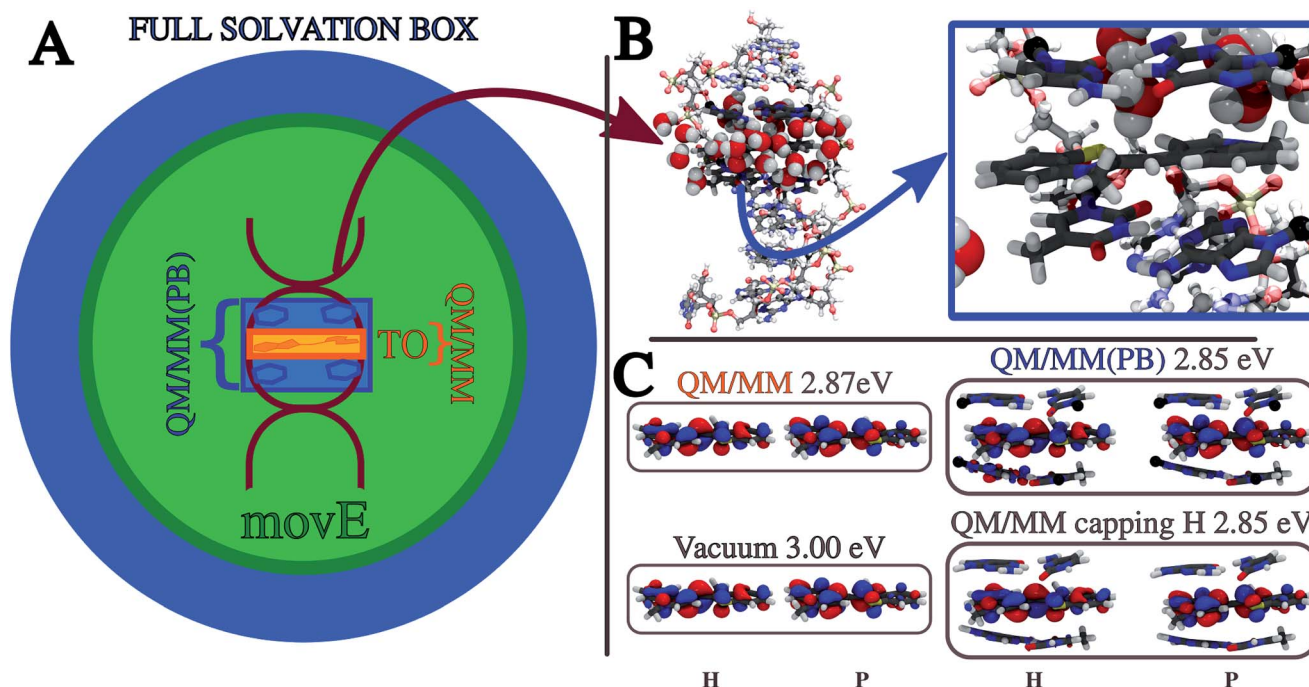 A
FULL SOLVATION BOX
QM/MM(PB)
TO
QM/MM
movE
B
C
QM/MM 2.87eV
QM/MM(PB) 2.85 eV
Vacuum 3.00 eV
QM/MM capping H 2.85 eV
H P H P